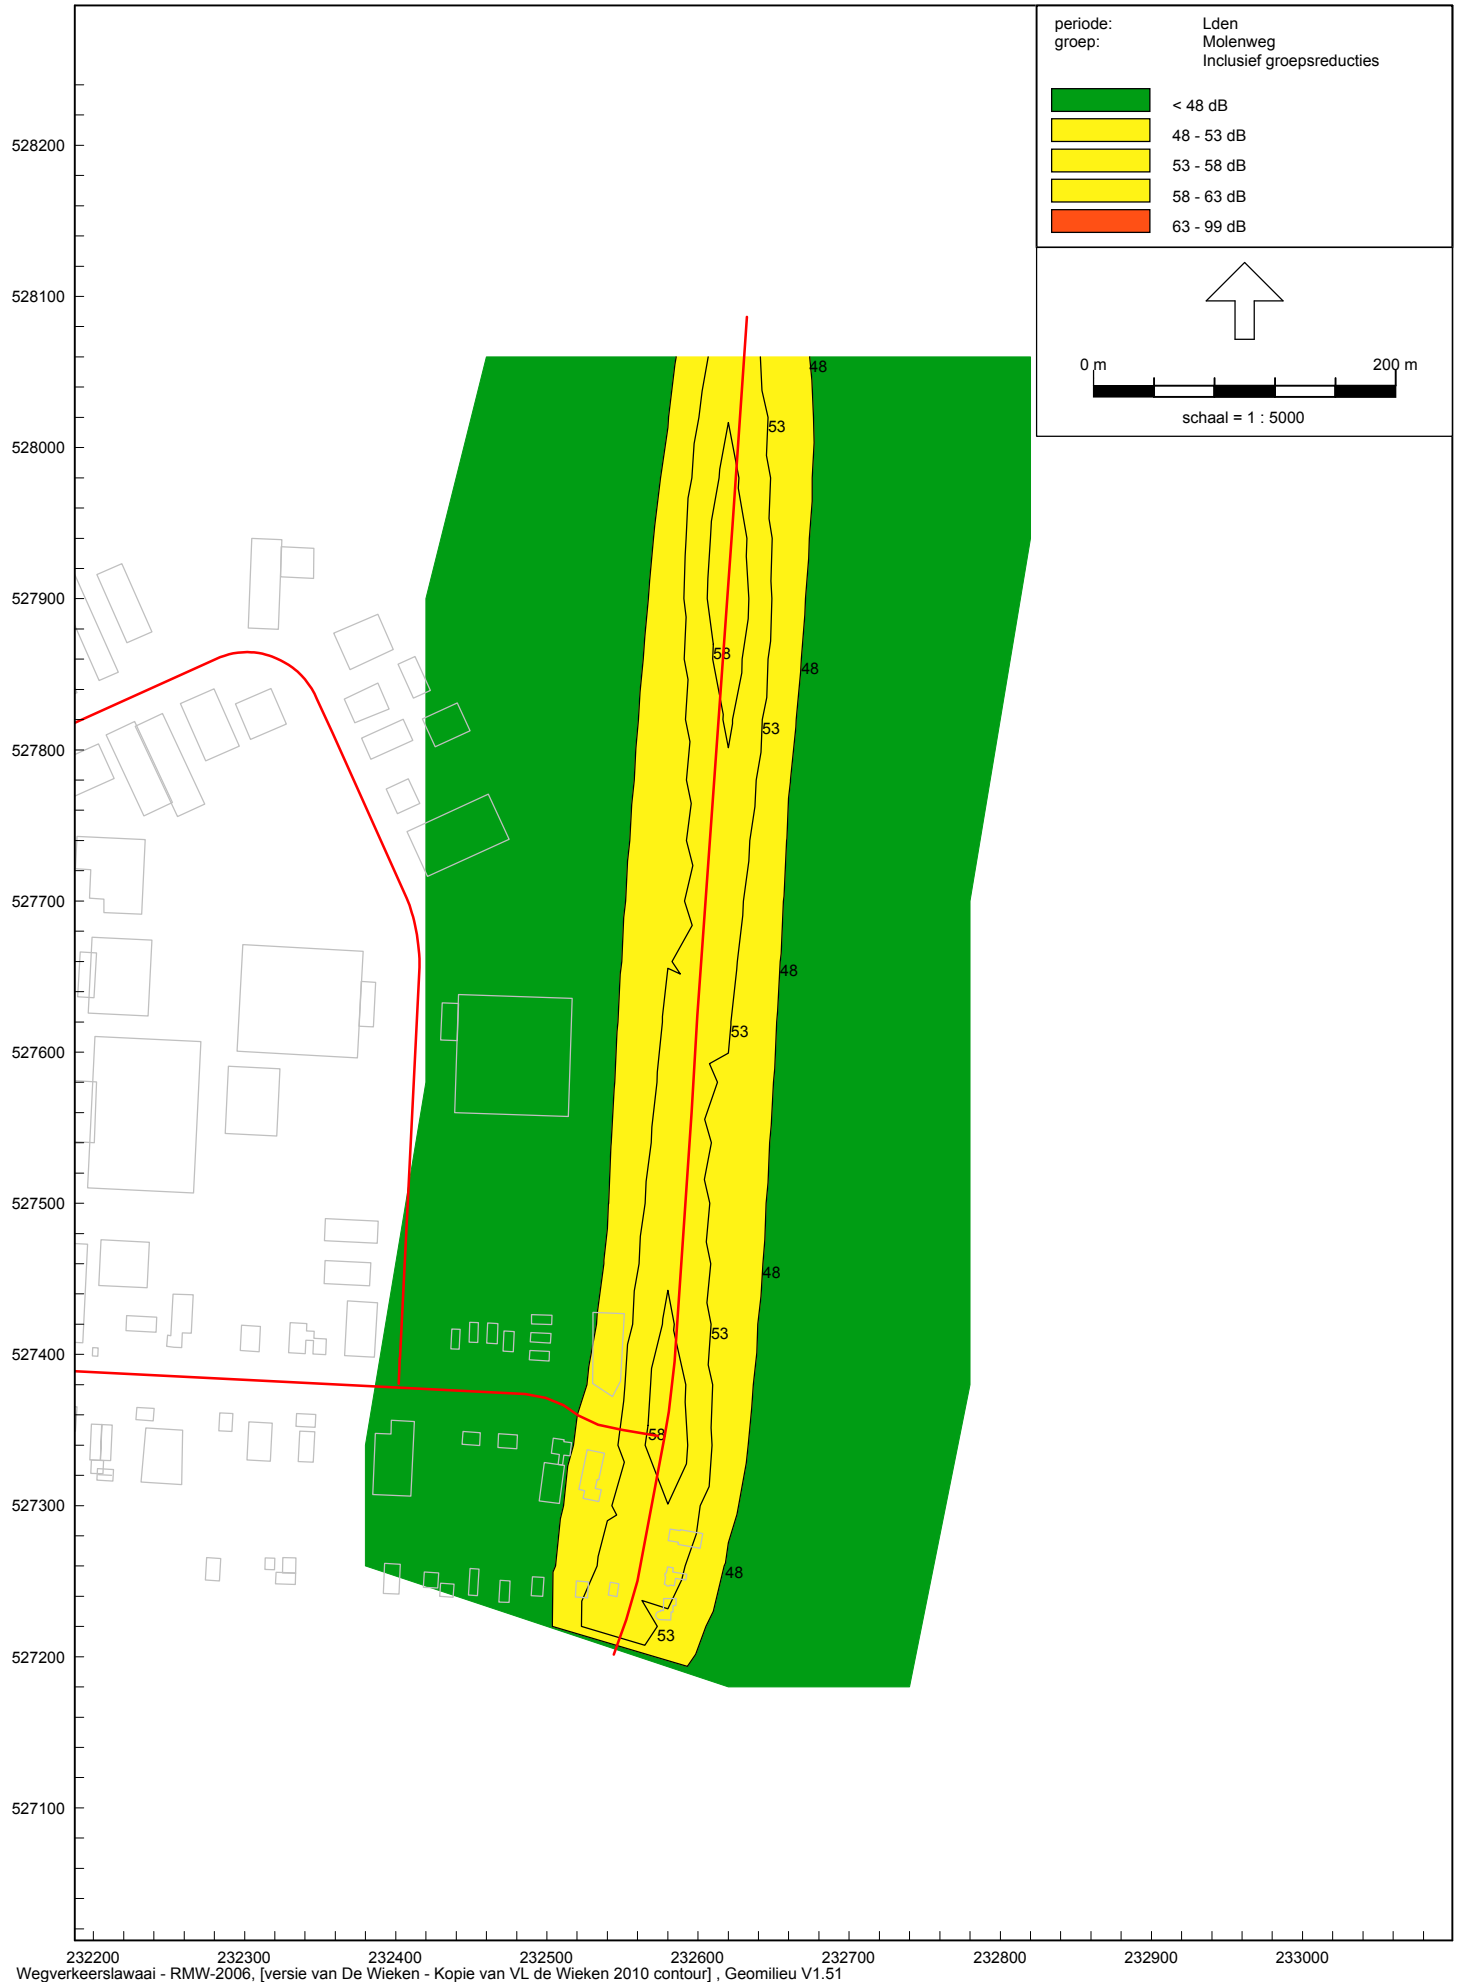 periode: Lden
groep: Molenweg
Inclusief groepsreducties
< 48 dB
48 - 53 dB
53 - 58 dB
58 - 63 dB
63 - 99 dB
0 m 200 m
schaal = 1 : 5000
528200
528100
528000
527900
527800
527700
527600
527500
527400
527300
527200
527100
48
53
58
48
53
48
53
48
53
58
48
53
232200 232300 232400 232500 232600 232700 232800 232900 233000
Wegverkeerslawaai - RMW-2006, [versie van De Wieken - Kopie van VL de Wieken 2010 contour] , Geomilieu V1.51